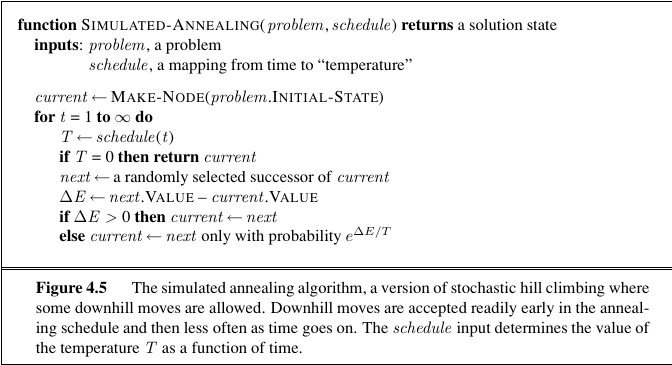 function SIMULATED-ANNEALING(problem, schedule) returns a solution state
inputs: problem, a problem
schedule, a mapping from time to “temperature”
current ← MAKE-NODE(problem.INITIAL-STATE)
for t = 1 to ∞ do
T ← schedule(t)
if T = 0 then return current
next ← a randomly selected successor of current
ΔE ← next.VALUE – current.VALUE
if ΔE > 0 then current ← next
else current ← next only with probability e^{ΔE/T}
Figure 4.5 The simulated annealing algorithm, a version of stochastic hill climbing where
some downhill moves are allowed. Downhill moves are accepted readily early in the anneal-
ing schedule and then less often as time goes on. The schedule input determines the value of
the temperature T as a function of time.